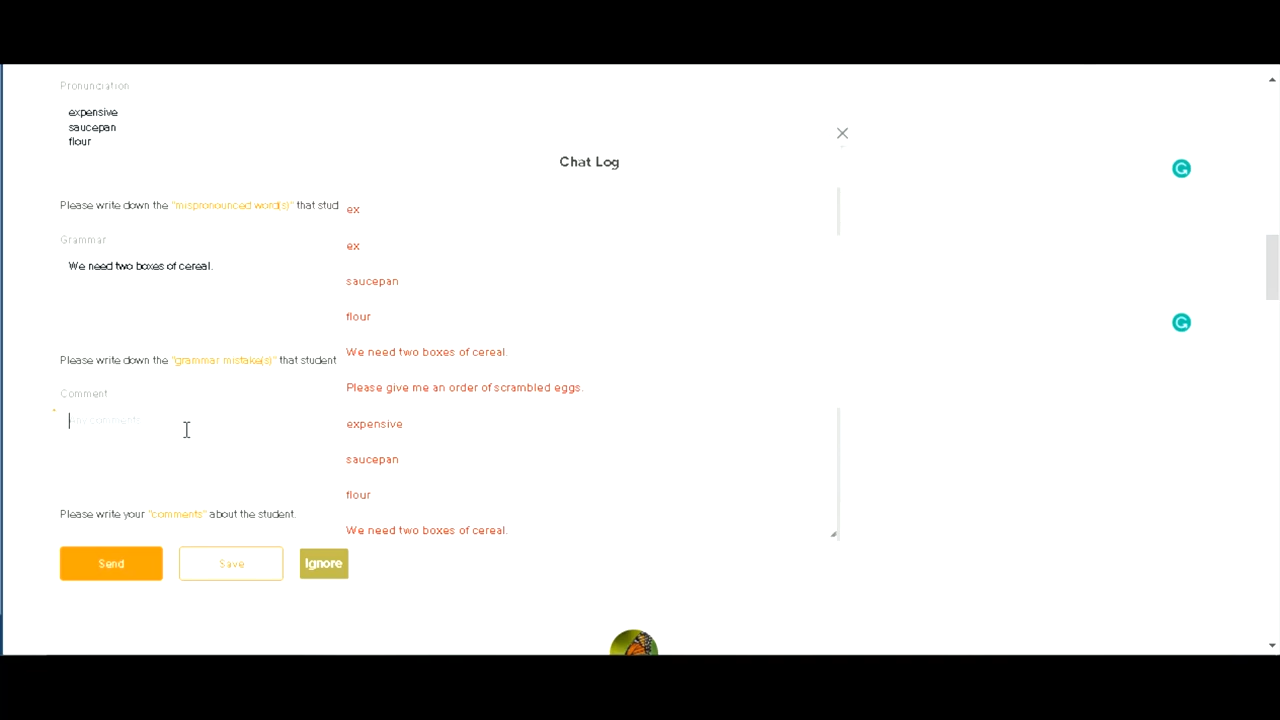 Pronunciation
expensive
saucepan
flour
Please write down the "mispronounced word(s)" that stud
Grammar
We need two boxes of cereal.
Please write down the "grammar mistake(s)" that student
Comment
Any comments
Please write your "comments" about the student.
Send
Save
Ignore
Chat Log
ex
ex
saucepan
flour
We need two boxes of cereal.
Please give me an order of scrambled eggs.
expensive
saucepan
flour
We need two boxes of cereal.